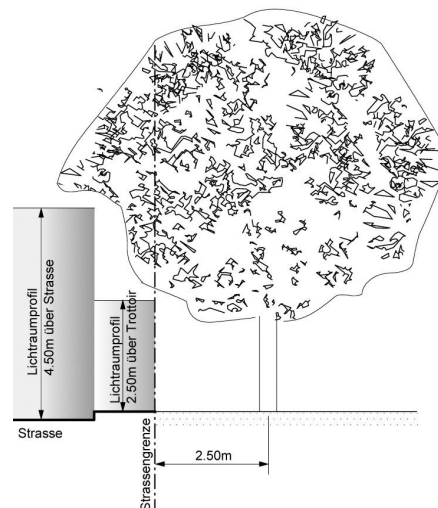 Lichtraumprofil
4.50m über Strasse
Lichtraumprofil
2.50m über Trottoir
Strasse
Strassengrenze
2.50m